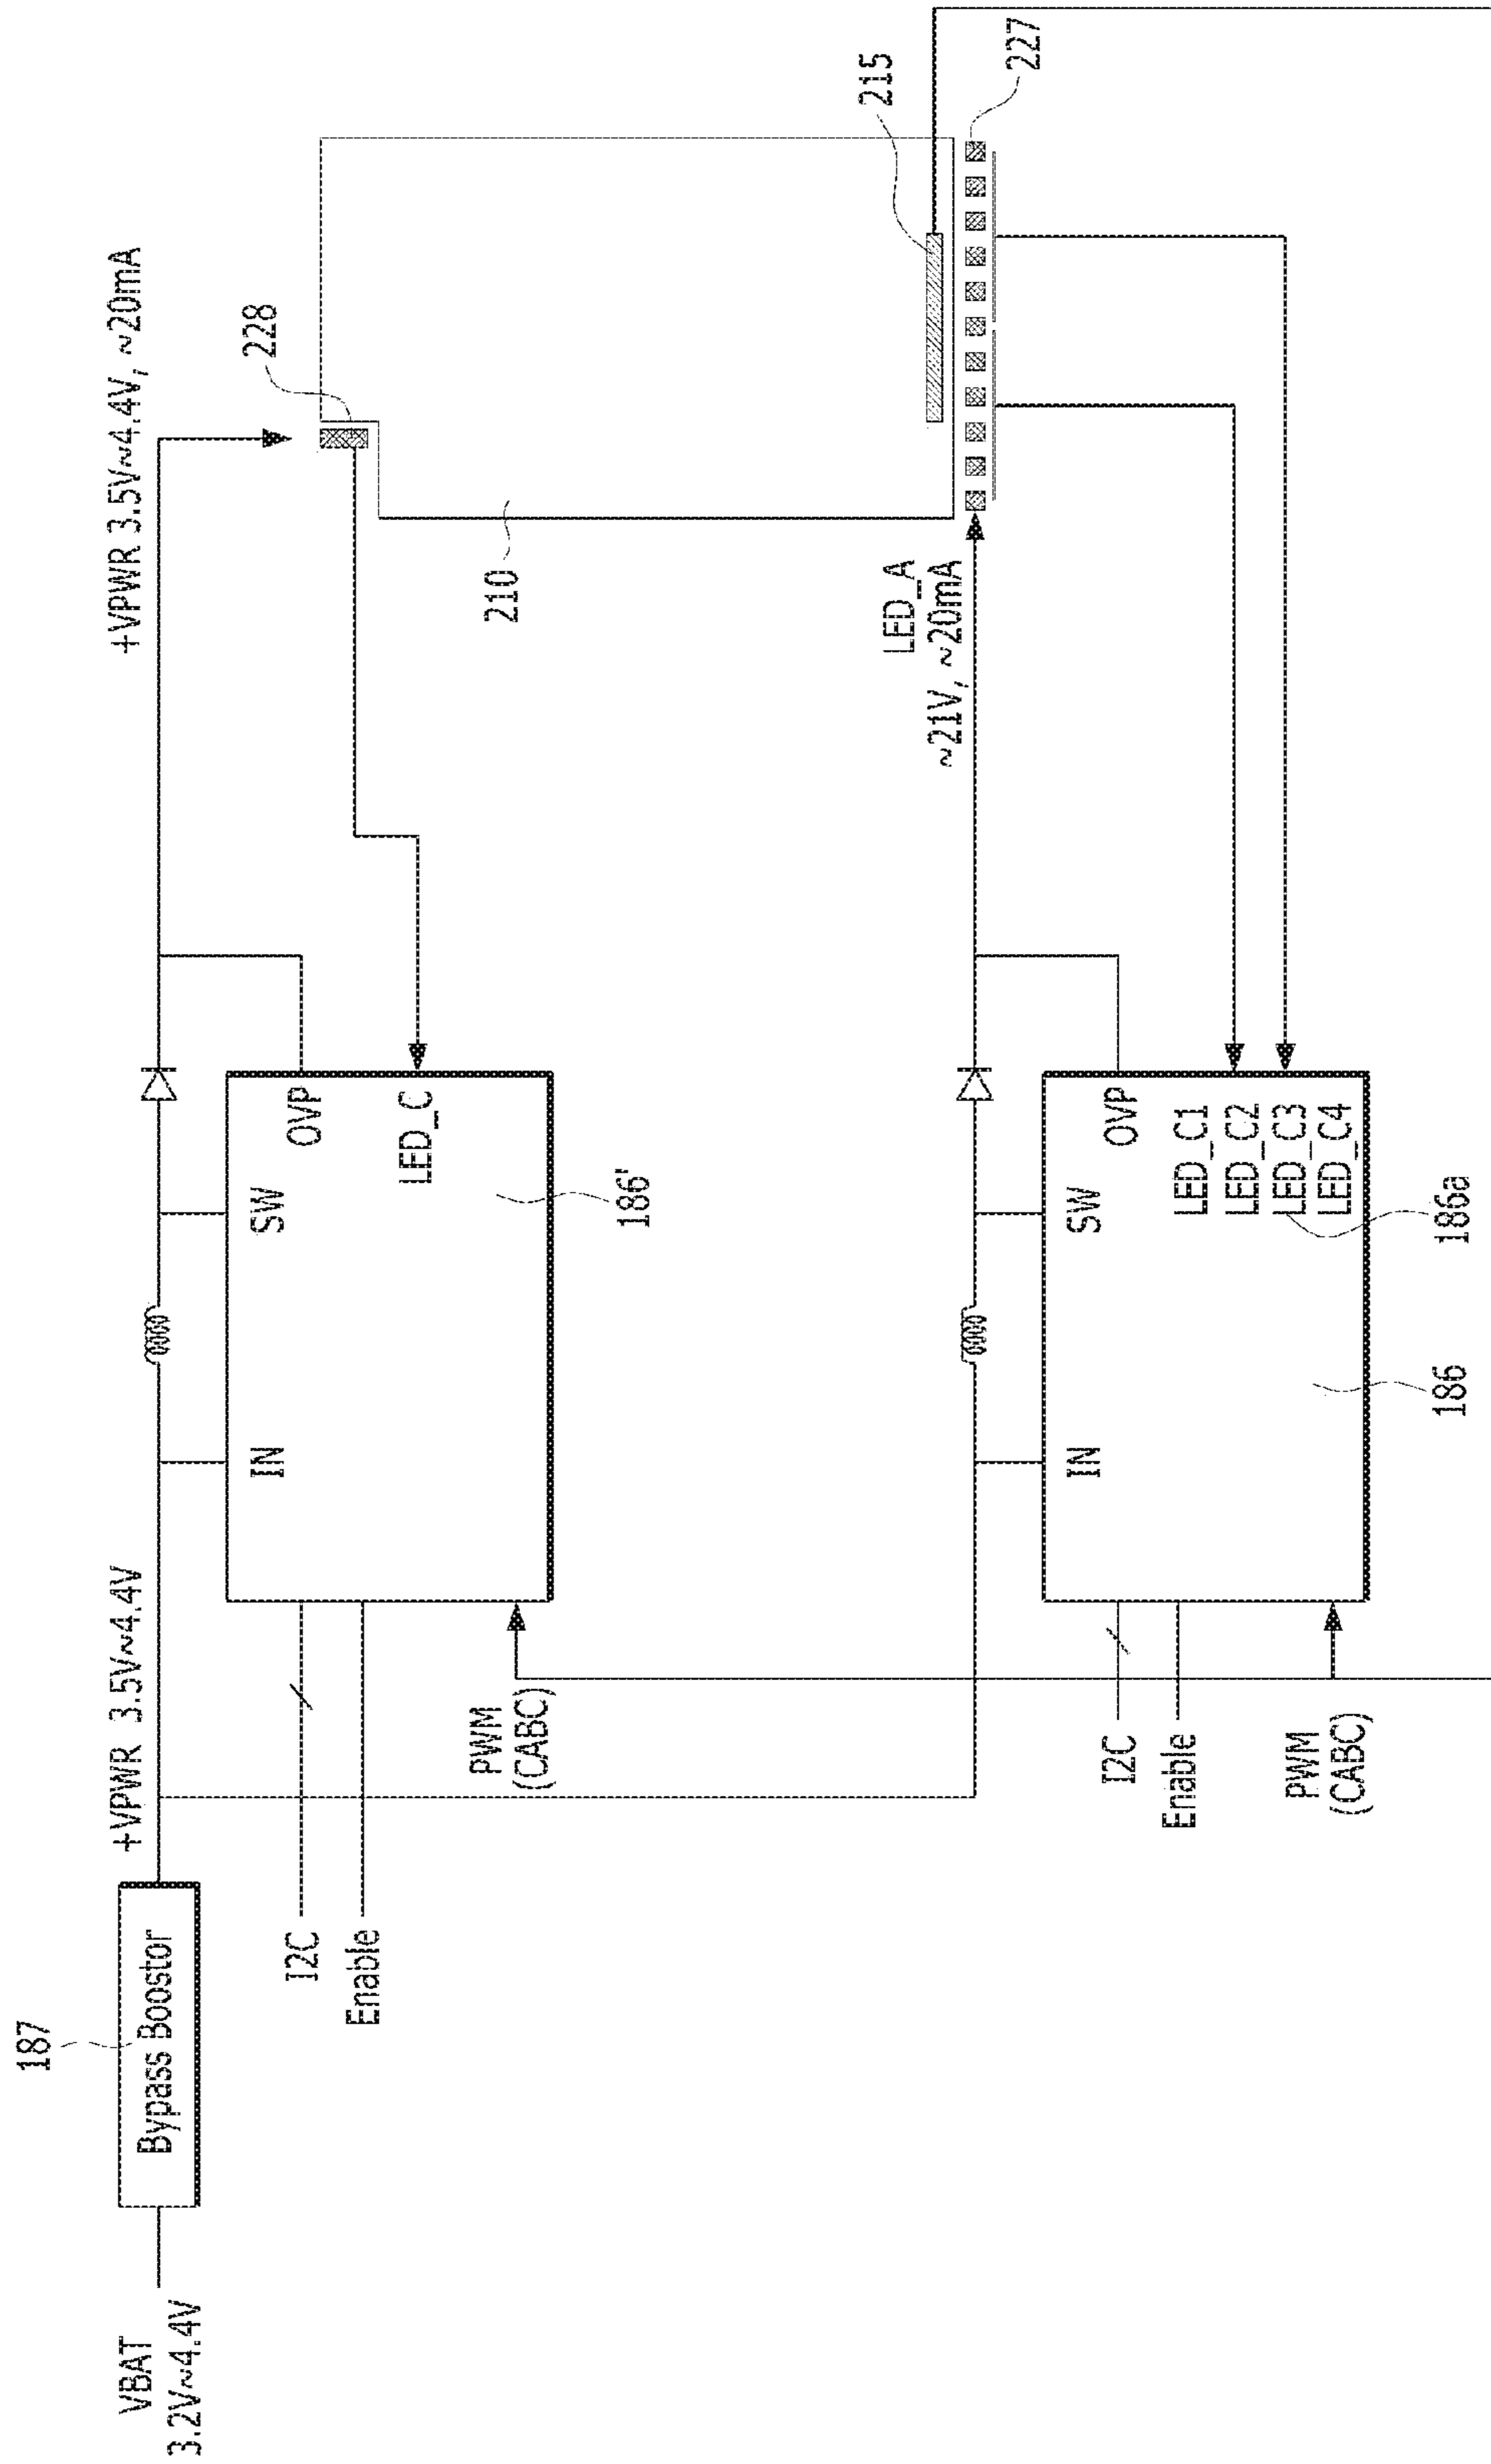 VBAT
3.2V~4.4V
187
Bypass Boostor
+VPWR 3.5V~4.4V
+VPWR 3.5V~4.4V, ~20mA
I2C
Enable
PWM
(CABC)
IN
SW
OVP
LED_C
186'
228
210
I2C
Enable
PWM
(CABC)
IN
SW
OVP
LED_C1
LED_C2
LED_C3
LED_C4
186
186a
LED_A
~21V, ~20mA
215
227